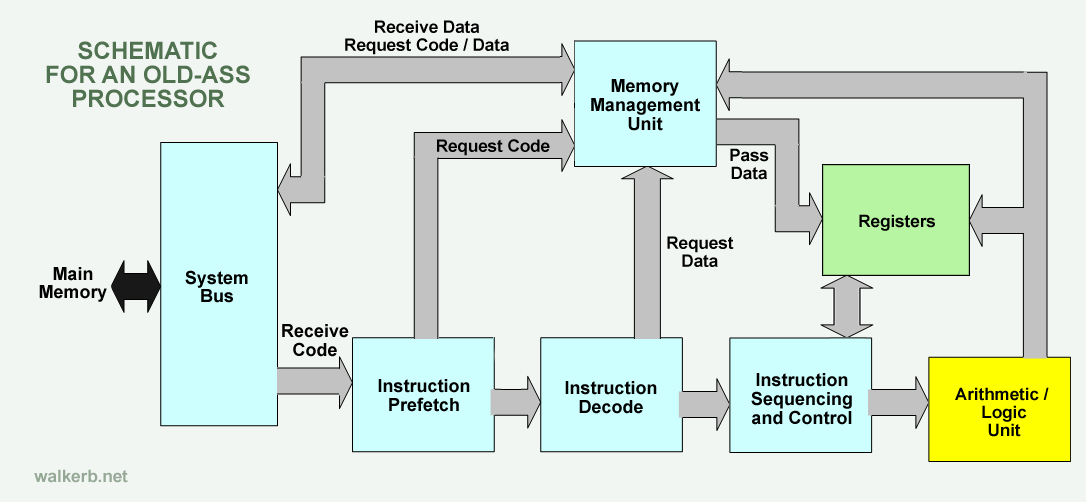 SCHEMATIC
FOR AN OLD-ASS
PROCESSOR
Receive Data
Request Code / Data
Memory
Management
Unit
Request Code
Pass
Data
Registers
Request
Data
Main
Memory
System
Bus
Receive
Code
Instruction
Prefetch
Instruction
Decode
Instruction
Sequencing
and Control
Arithmetic /
Logic
Unit
walkerb.net